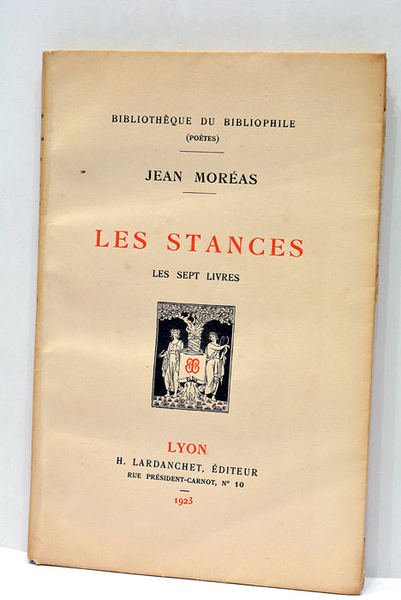 BIBLIOTHÈQUE DU BIBLIOPHILE
(POÈTES)
JEAN MORÉAS
LES STANCES
LES SEPT LIVRES
LYON
H. LARDANCHET, ÉDITEUR
RUE PRÉSIDENT-CARNOT, N° 10
1923